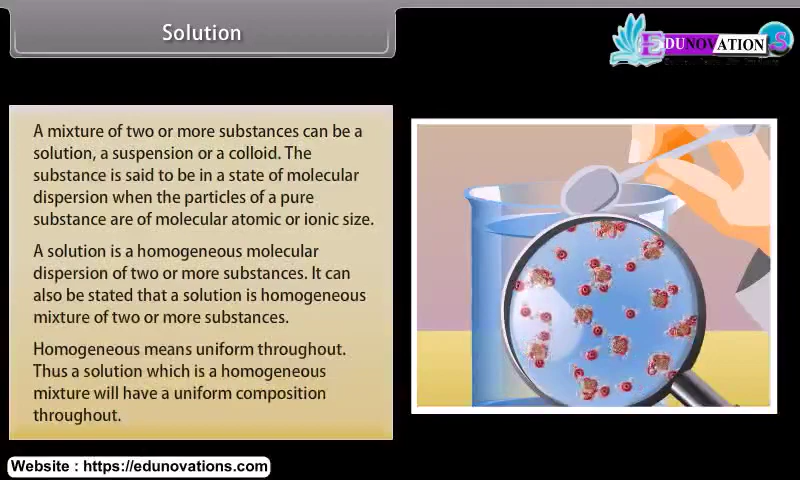 Solution
EDUNOVATIONS
A mixture of two or more substances can be a
solution, a suspension or a colloid. The
substance is said to be in a state of molecular
dispersion when the particles of a pure
substance are of molecular atomic or ionic size.
A solution is a homogeneous molecular
dispersion of two or more substances. It can
also be stated that a solution is homogeneous
mixture of two or more substances.
Homogeneous means uniform throughout.
Thus a solution which is a homogeneous
mixture will have a uniform composition
throughout.
Website : https://edunovations.com